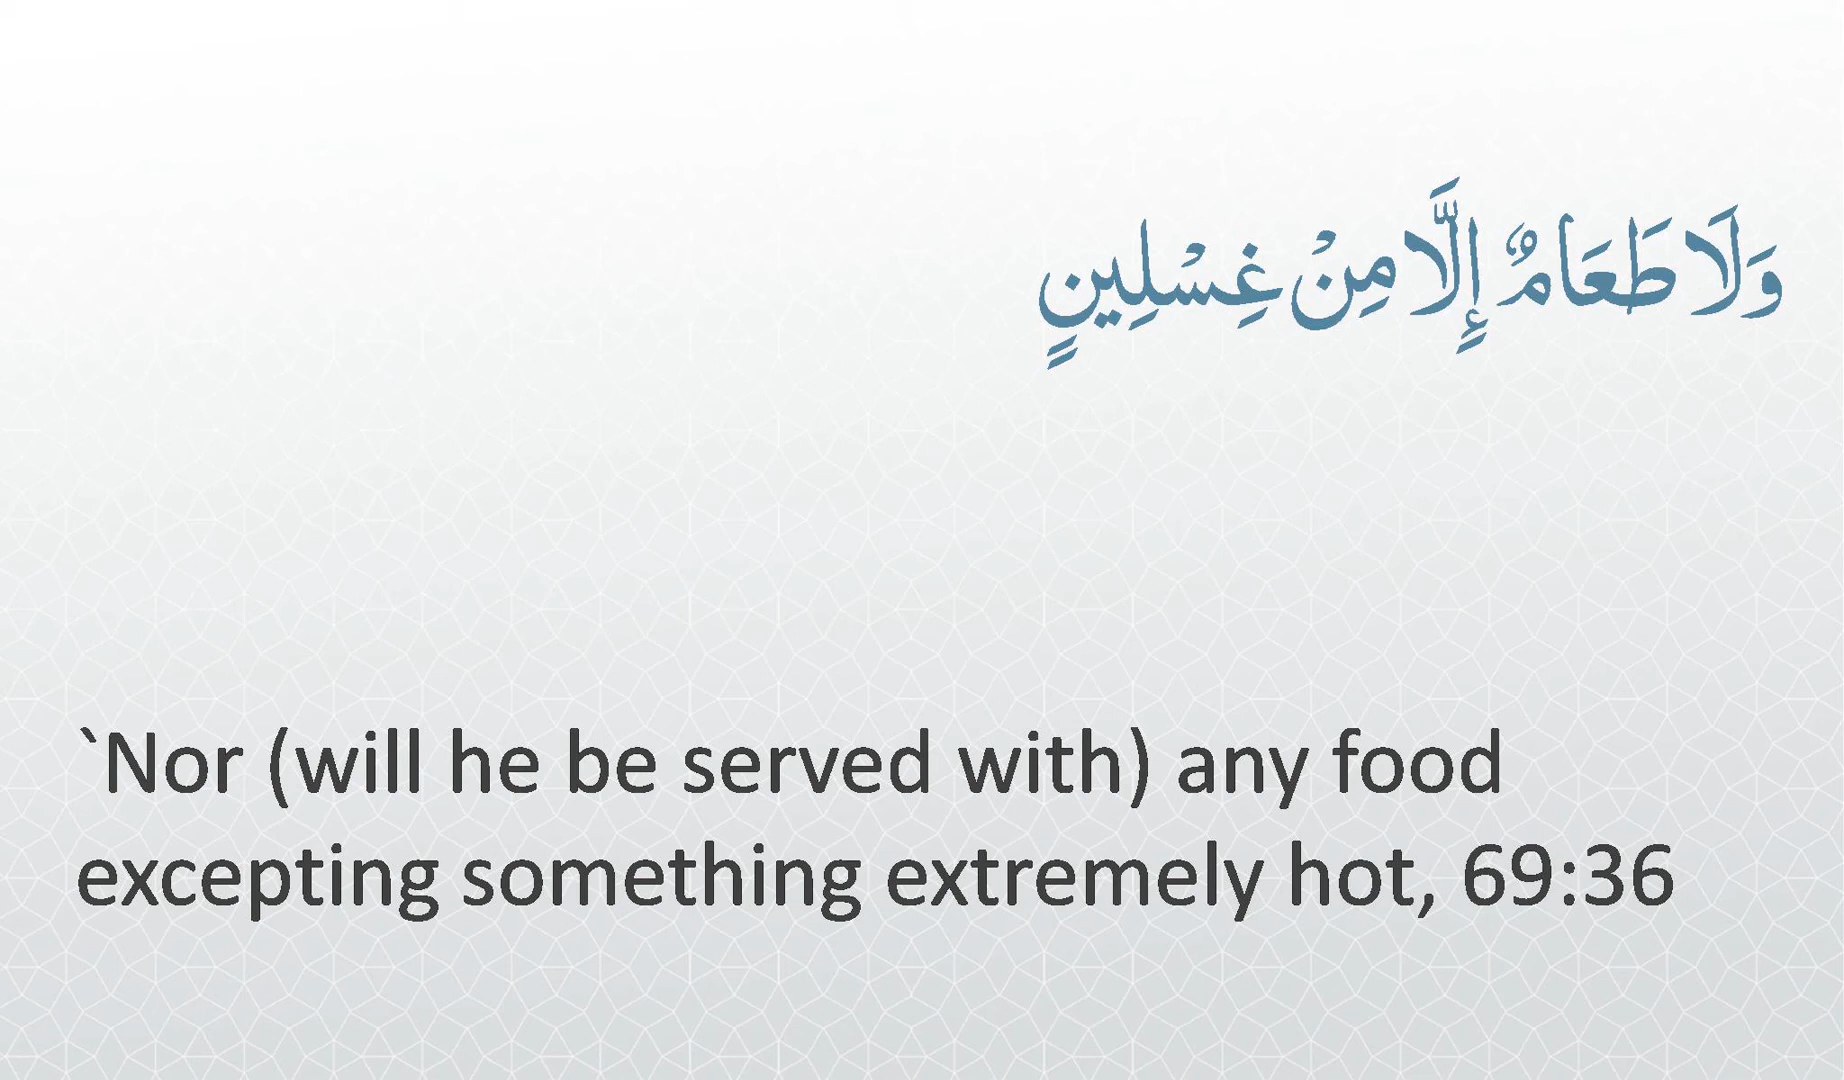 وَلَا طَعَامٌ إِلَّا مِنْ غِسْلِينٍ
`Nor (will he be served with) any food
excepting something extremely hot, 69:36